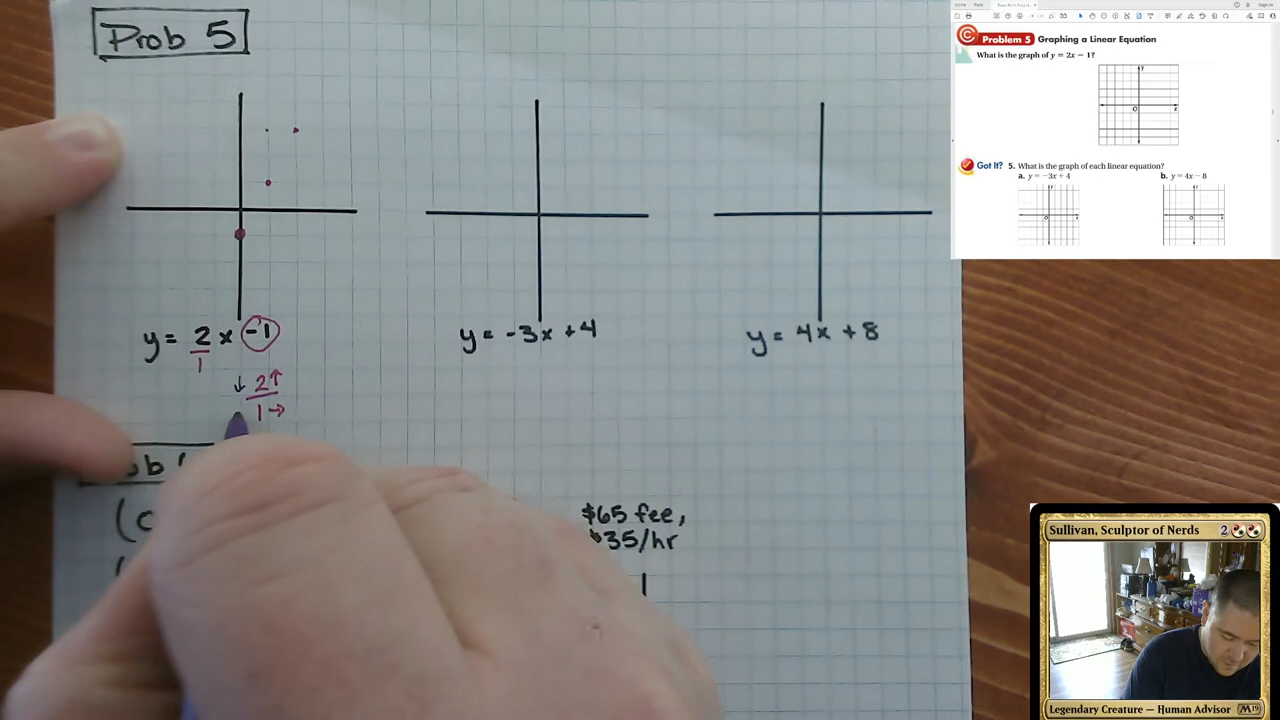 Prob 5
y = 2x -1
1
↓ 2↑
1→
y = -3x +4
y = 4x +8
$65 fee,
$35/hr
Problem 5 Graphing a Linear Equation
What is the graph of y = 2x − 1?
y
O
x
Got It? 5. What is the graph of each linear equation?
a. y = −3x + 4
b. y = 4x − 8
Sullivan, Sculptor of Nerds 2
Legendary Creature — Human Advisor M19